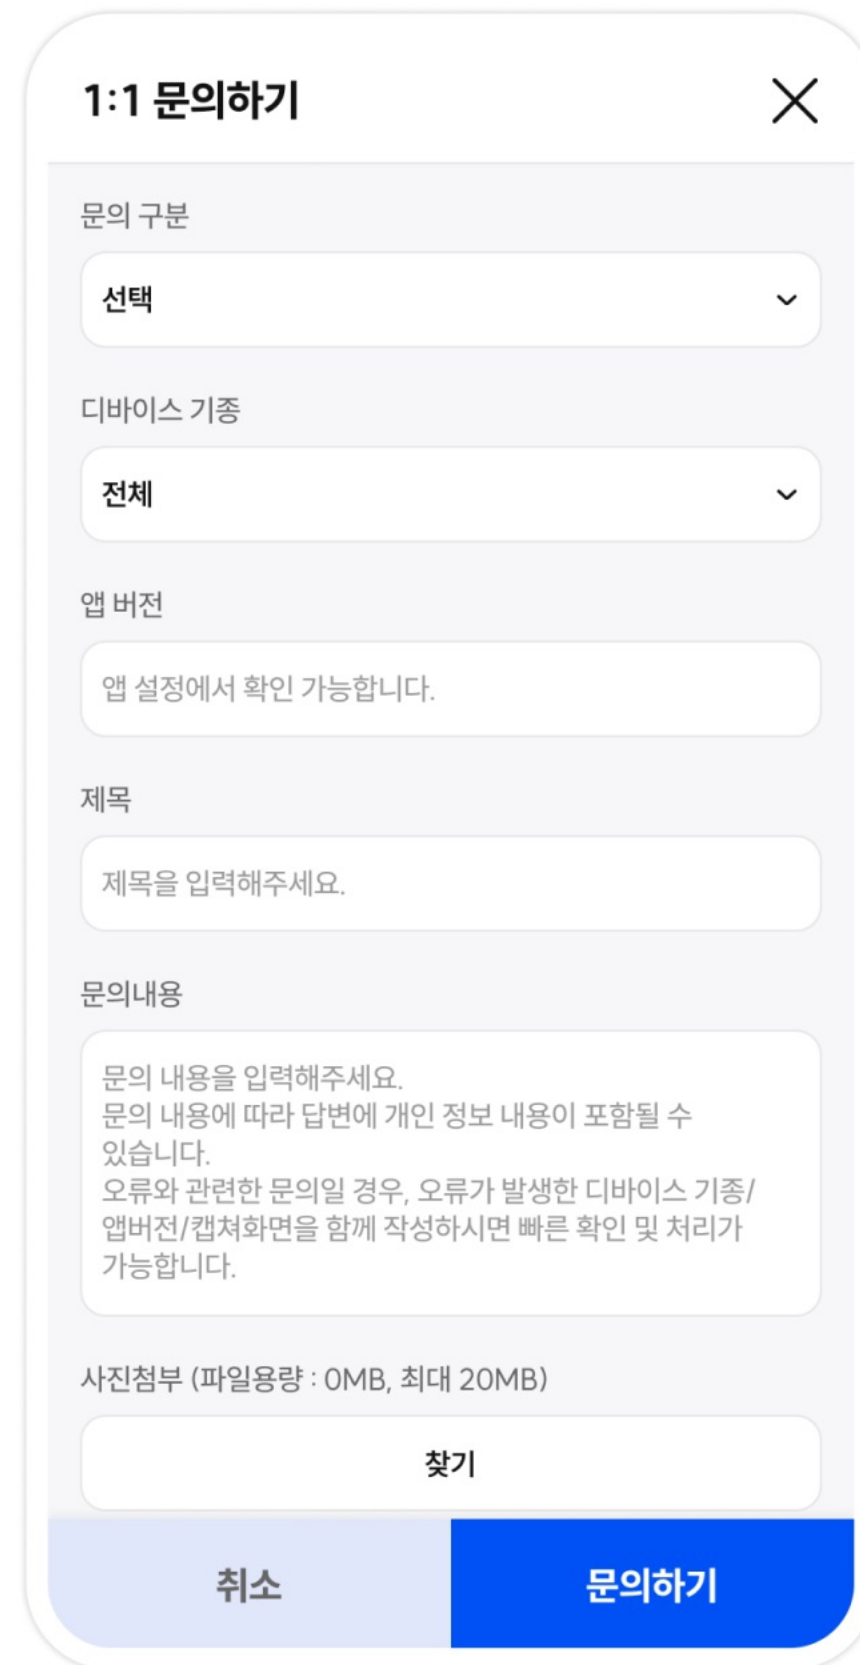 1:1 문의하기
문의 구분
선택
디바이스 기종
전체
앱 버전
앱 설정에서 확인 가능합니다.
제목
제목을 입력해주세요.
문의내용
문의 내용을 입력해주세요.
문의 내용에 따라 답변에 개인 정보 내용이 포함될 수
있습니다.
오류와 관련한 문의일 경우, 오류가 발생한 디바이스 기종/
앱버전/캡쳐화면을 함께 작성하시면 빠른 확인 및 처리가
가능합니다.
사진첨부 (파일용량 : 0MB, 최대 20MB)
찾기
취소
문의하기